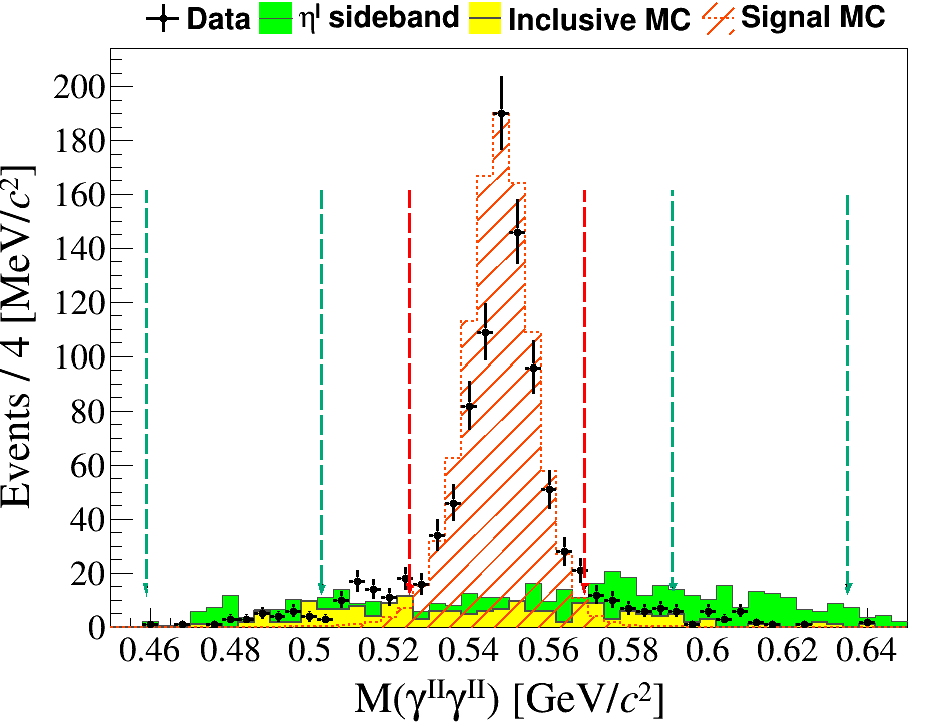 Data η^I sideband Inclusive MC Signal MC
Events / 4 [MeV/c²]
200
180
160
140
120
100
80
60
40
20
0
0.46 0.48 0.5 0.52 0.54 0.56 0.58 0.6 0.62 0.64
M(γ^IIγ^II) [GeV/c²]